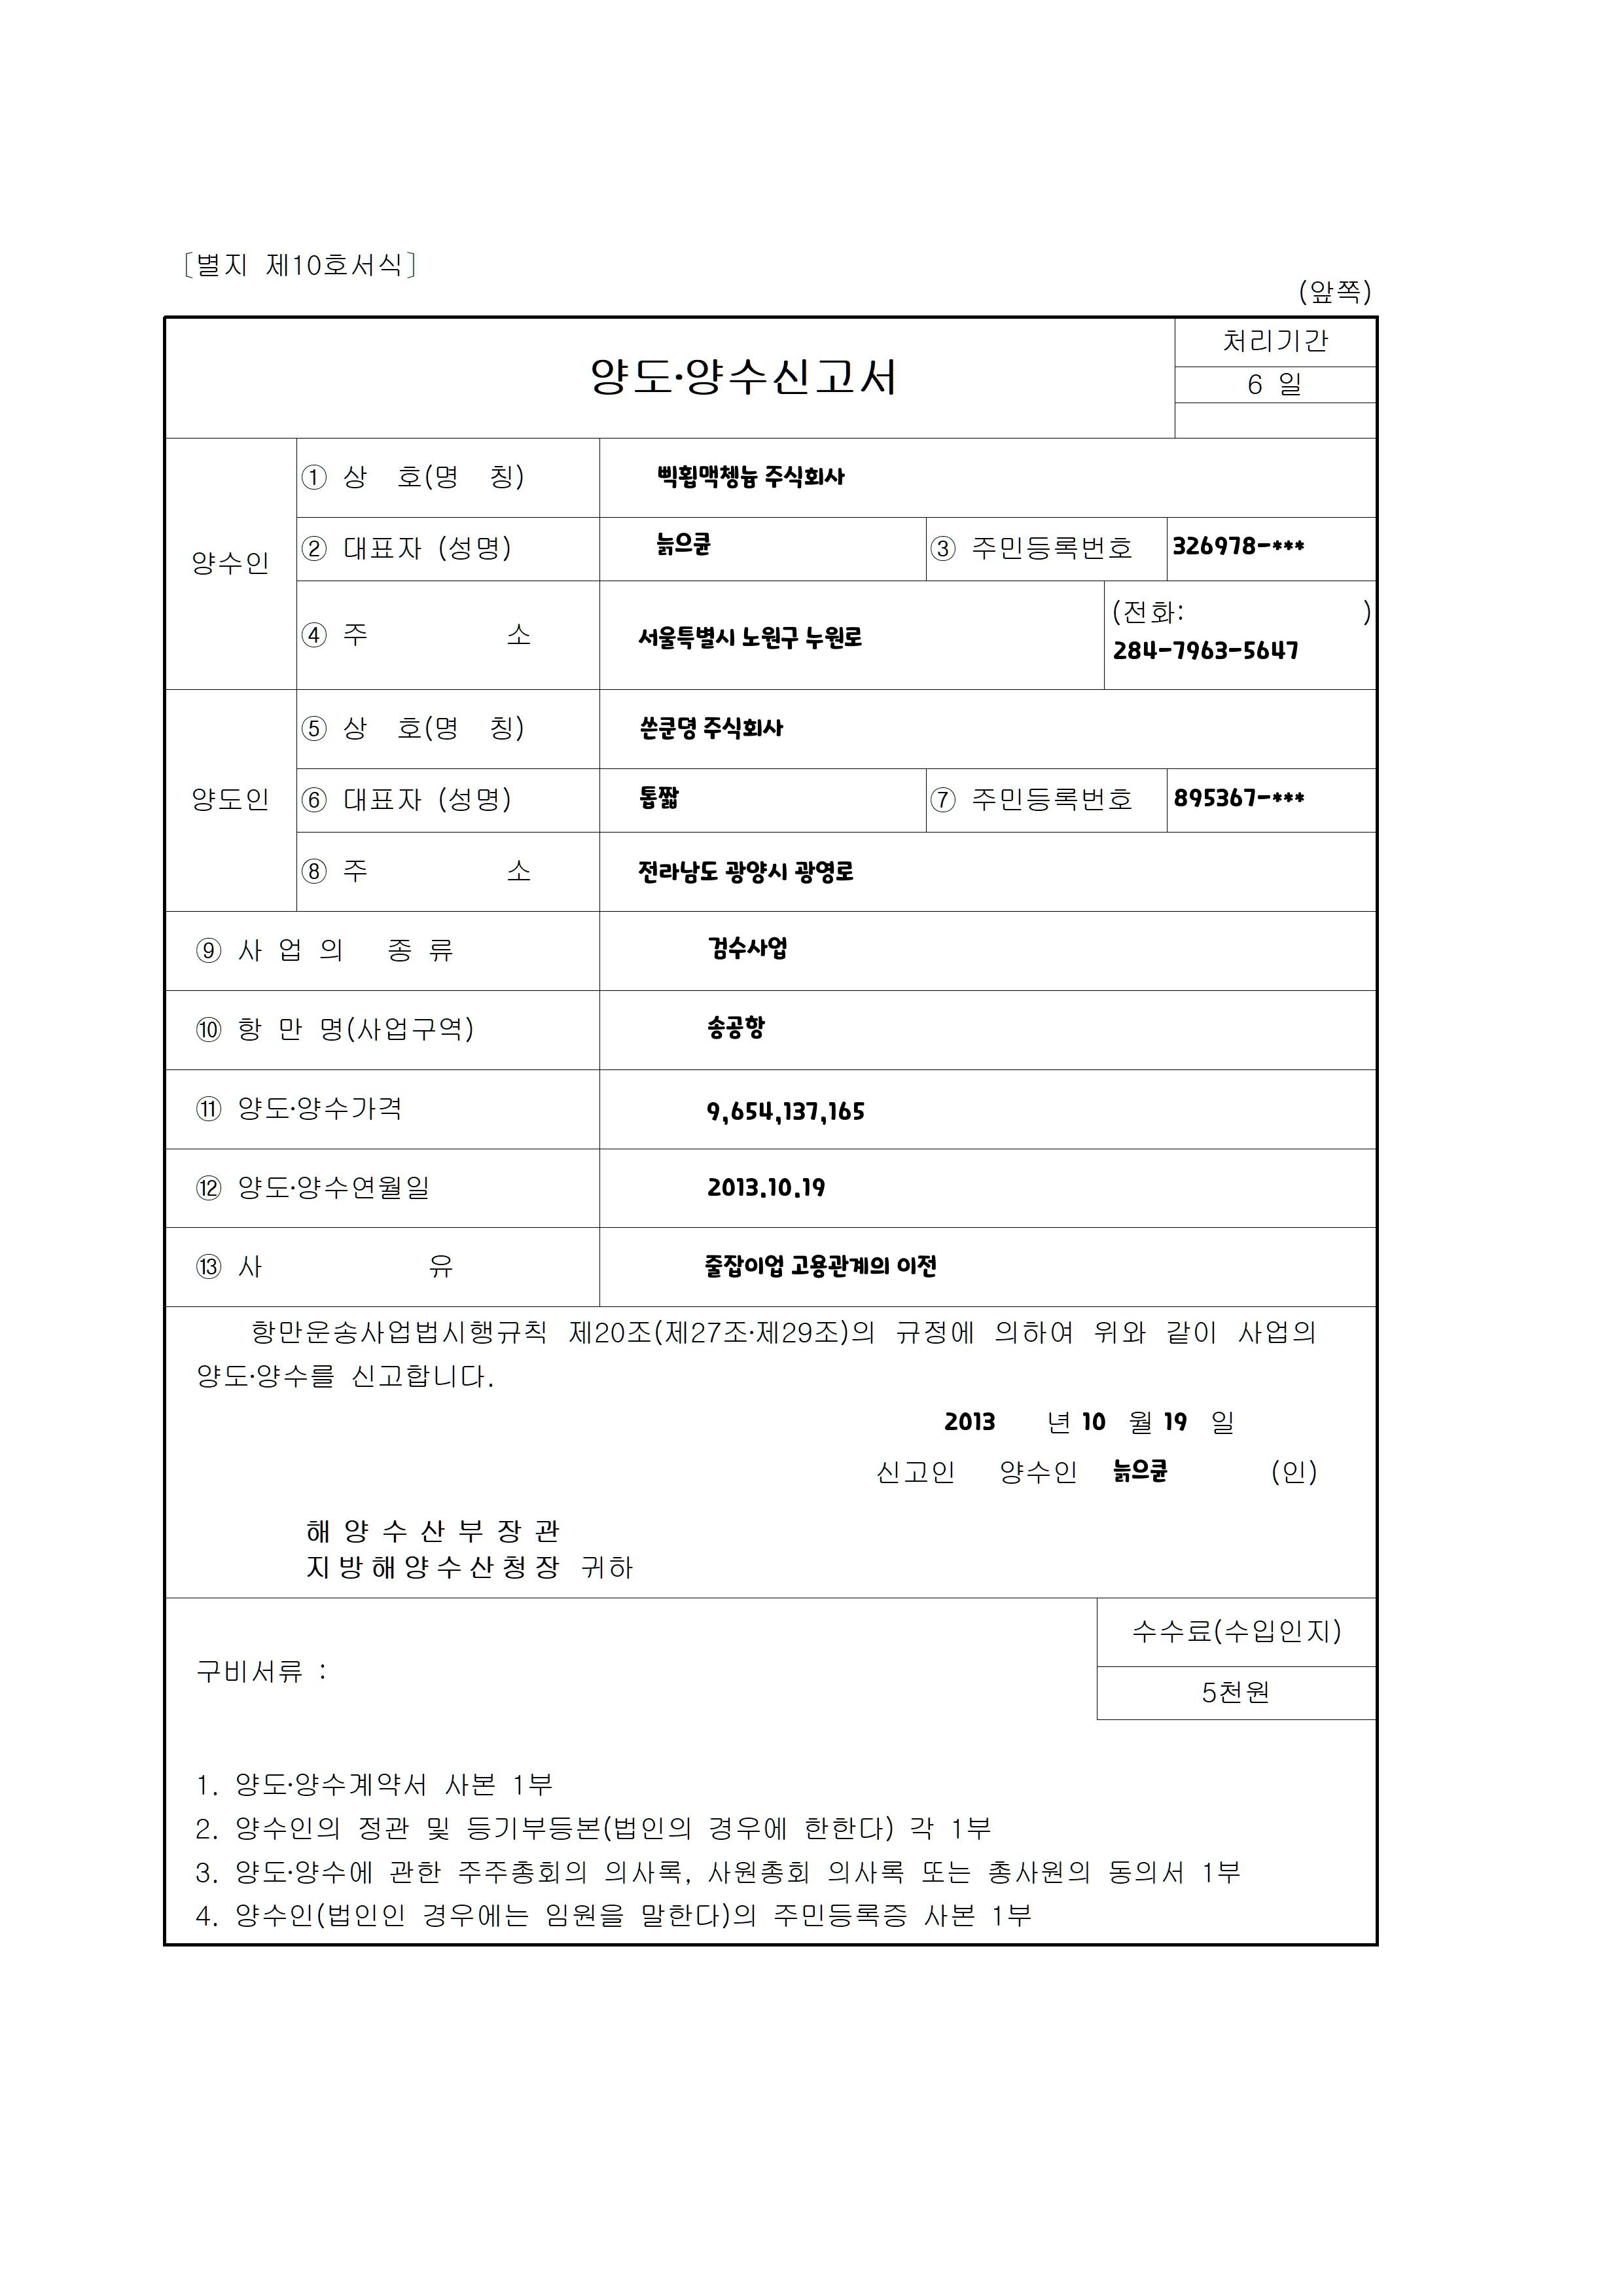 [별지 제10호서식]
(앞쪽)
양도·양수신고서
처리기간
6 일
양수인
① 상 호(명 칭)
삑횝맥쳉늉 주식회사
② 대표자 (성명)
늙으귣
③ 주민등록번호
326978-***
④ 주 소
서울특별시 노원구 누원로
(전화: )
284-7963-5647
양도인
⑤ 상 호(명 칭)
쓴쿤명 주식회사
⑥ 대표자 (성명)
톱짧
⑦ 주민등록번호
895367-***
⑧ 주 소
전라남도 광양시 광영로
⑨ 사 업 의 종 류
검수사업
⑩ 항 만 명(사업구역)
송공항
⑪ 양도·양수가격
9,654,137,165
⑫ 양도·양수연월일
2013.10.19
⑬ 사 유
줄잡이업 고용관계의 이전
항만운송사업법시행규칙 제20조(제27조·제29조)의 규정에 의하여 위와 같이 사업의
양도·양수를 신고합니다.
2013 년 10 월 19 일
신고인 양수인 늙으귣 (인)
해 양 수 산 부 장 관
지 방 해 양 수 산 청 장 귀하
구비서류 :
수수료(수입인지)
5천원
1. 양도·양수계약서 사본 1부
2. 양수인의 정관 및 등기부등본(법인의 경우에 한한다) 각 1부
3. 양도·양수에 관한 주주총회의 의사록, 사원총회 의사록 또는 총사원의 동의서 1부
4. 양수인(법인인 경우에는 임원을 말한다)의 주민등록증 사본 1부